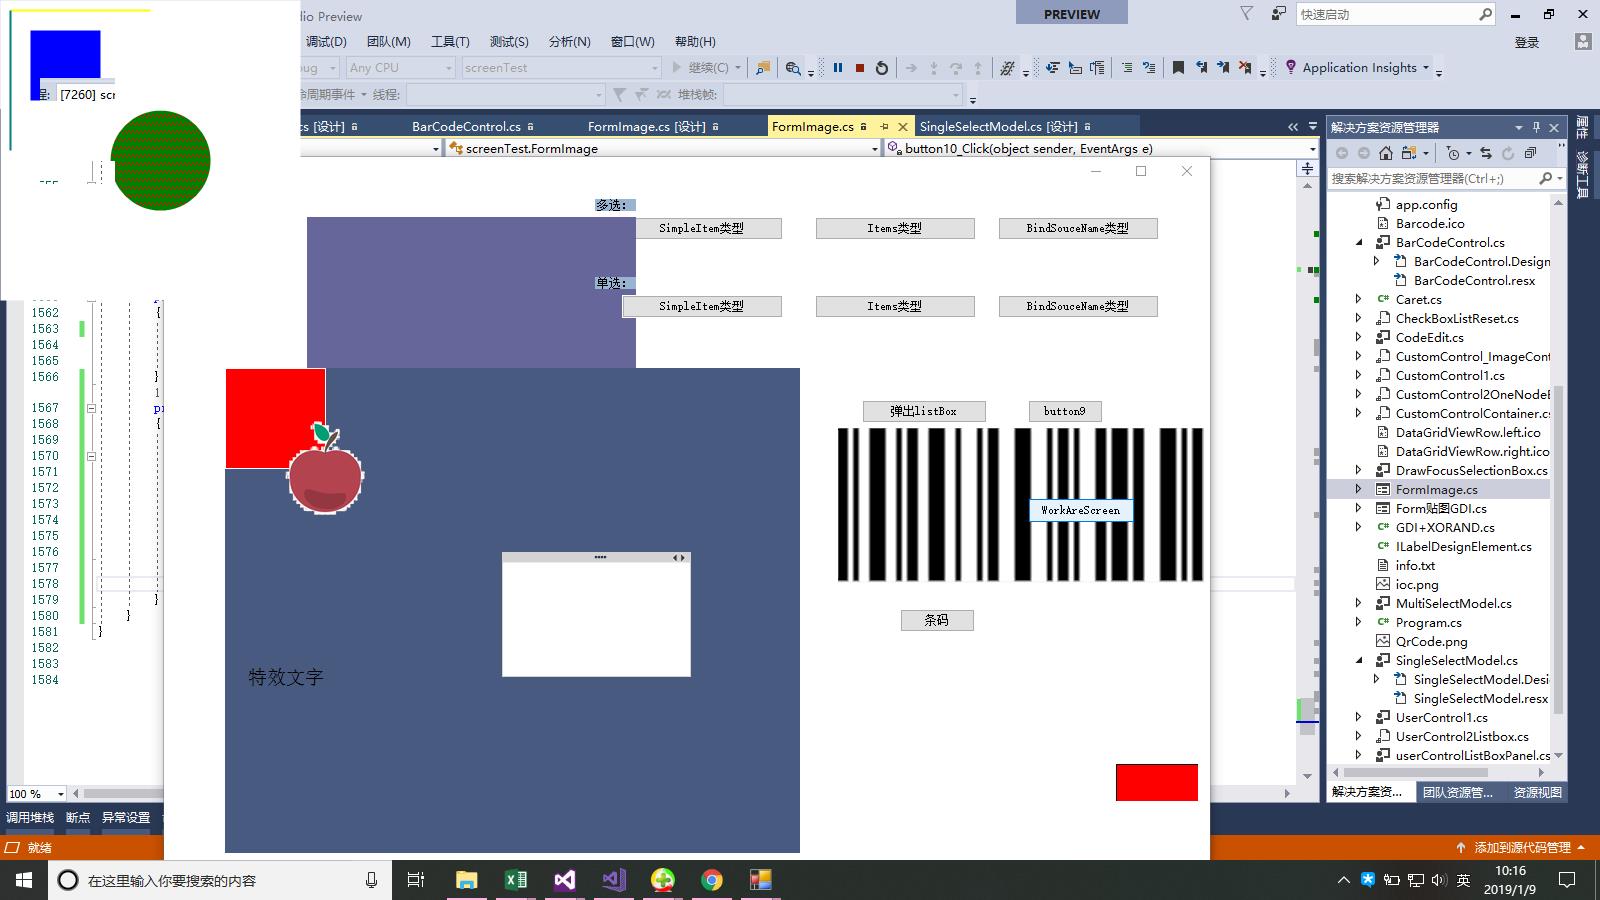 dio Preview
PREVIEW
快速启动
调试(D) 团队(M) 工具(T) 测试(S) 分析(N) 窗口(W) 帮助(H)
登录
Any CPU
screenTest
继续(C)
Application Insights
程:
[7260] scr
命周期事件
线程:
堆栈帧:
cs [设计]
BarCodeControl.cs
FormImage.cs [设计]
FormImage.cs
SingleSelectModel.cs [设计]
screenTest.FormImage
button10_Click(object sender, EventArgs e)
多选:
SimpleItem类型
Items类型
BindSouceName类型
单选:
SimpleItem类型
Items类型
BindSouceName类型
弹出listBox
button9
WorkAreScreen
条码
特效文字
1562
{
1563
1564
1565
1566
}
1
1567
pr
1568
{
1569
1570
1571
1572
1573
1574
1575
1576
1577
1578
1579
}
1580
}
1581
}
1582
1583
1584
100 %
解决方案资源管理器
搜索解决方案资源管理器(Ctrl+;)
app.config
Barcode.ico
BarCodeControl.cs
BarCodeControl.Design
BarCodeControl.resx
Caret.cs
CheckBoxListReset.cs
CodeEdit.cs
CustomControl_ImageCont
CustomControl1.cs
CustomControl2OneNodeE
CustomControlContainer.cs
DataGridViewRow.left.ico
DataGridViewRow.right.ico
DrawFocusSelectionBox.cs
FormImage.cs
Form贴图GDI.cs
GDI+XORAND.cs
ILabelDesignElement.cs
info.txt
ioc.png
MultiSelectModel.cs
Program.cs
QrCode.png
SingleSelectModel.cs
SingleSelectModel.Desi
SingleSelectModel.resx
UserControl1.cs
UserControl2Listbox.cs
userControlListBoxPanel.cs
解决方案资... 团队资源管... 资源视图
属性
诊断工具
调用堆栈 断点 异常设置
就绪
添加到源代码管理
在这里输入你要搜索的内容
英
10:16
2019/1/9